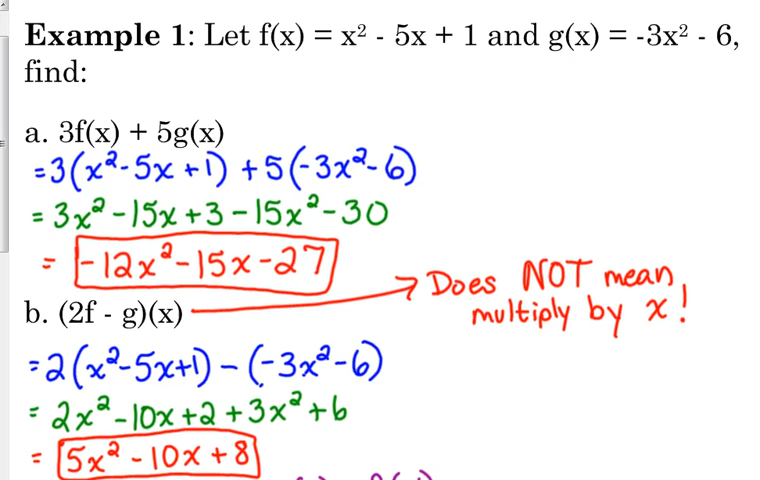 Example 1: Let f(x) = x² - 5x + 1 and g(x) = -3x² - 6,
find:
a. 3f(x) + 5g(x)
= 3(x² - 5x + 1) + 5(-3x² - 6)
= 3x² - 15x + 3 - 15x² - 30
= -12x² - 15x - 27
b. (2f - g)(x)
Does NOT mean
multiply by x!
= 2(x² - 5x + 1) - (-3x² - 6)
= 2x² - 10x + 2 + 3x² + 6
= 5x² - 10x + 8